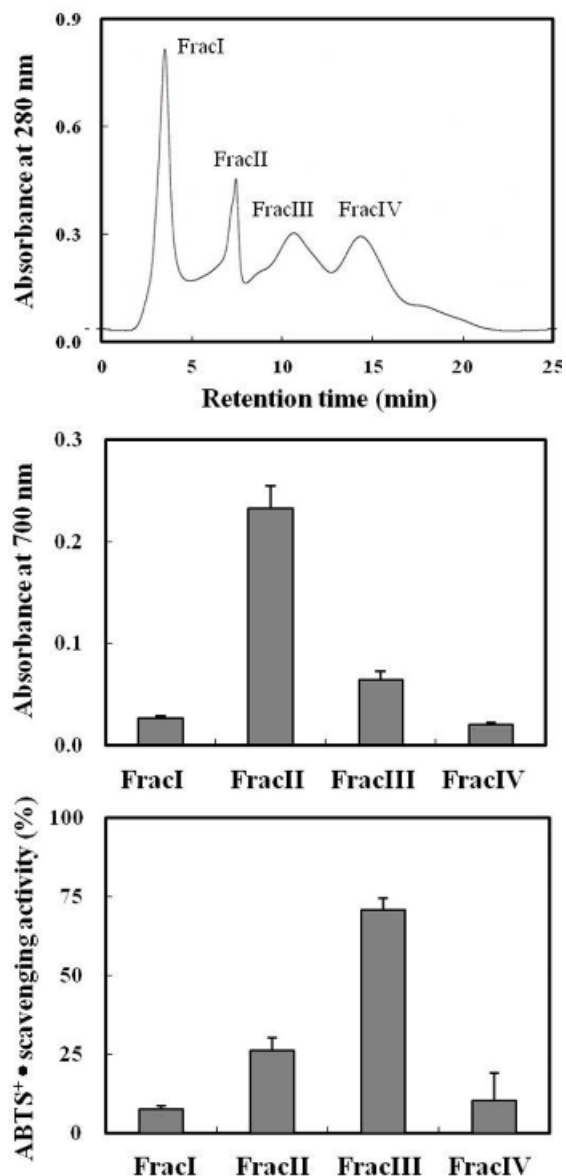 0.9
0.6
0.3
0.0
Absorbance at 280 nm
FracI
FracII
FracIII FracIV
0 5 10 15 20 25
Retention time (min)
0.3
0.2
0.1
0.0
Absorbance at 700 nm
FracI FracII FracIII FracIV
100
75
50
25
0
ABTS⁺• scavenging activity (%)
FracI FracII FracIII FracIV